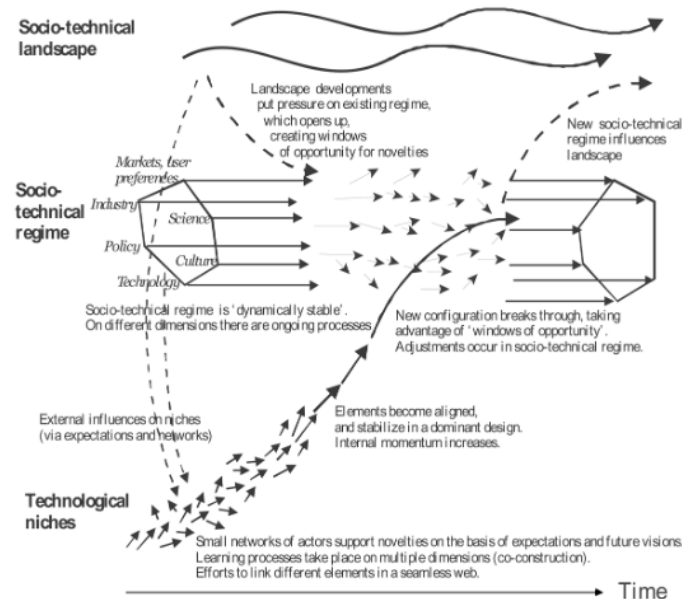 Socio-technical
landscape
Landscape developments
put pressure on existing regime,
which opens up,
creating windows
of opportunity for novelties
New socio-technical
regime influences
landscape
Markets, user
preferences
Socio-
technical
regime
Industry
Science
Policy
Culture
Technology
Socio-technical regime is ‘dynamically stable’.
On different dimensions there are ongoing processes
New configuration breaks through, taking
advantage of ‘windows of opportunity’.
Adjustments occur in socio-technical regime.
External influences on niches
(via expectations and networks)
Elements become aligned,
and stabilize in a dominant design.
Internal momentum increases.
Technological
niches
Small networks of actors support novelties on the basis of expectations and future visions.
Learning processes take place on multiple dimensions (co-construction).
Efforts to link different elements in a seamless web.
Time